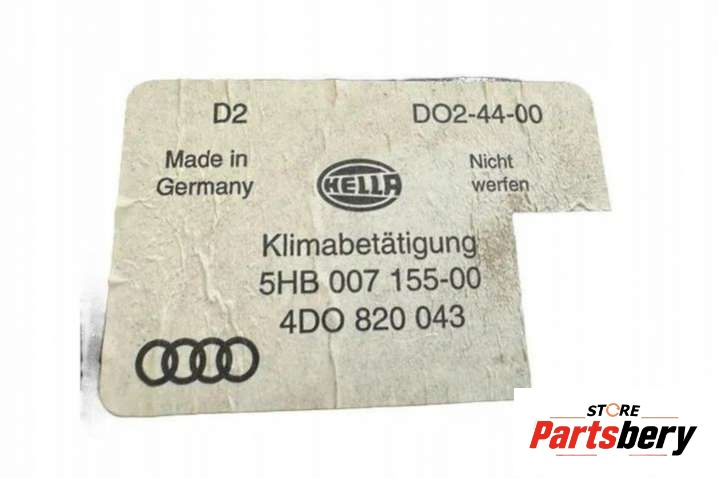 D2 DO2-44-00
Made in
Germany
HELLA
Nicht
werfen
Klimabetätigung
5HB 007 155-00
4DO 820 043
STORE
Partsbery